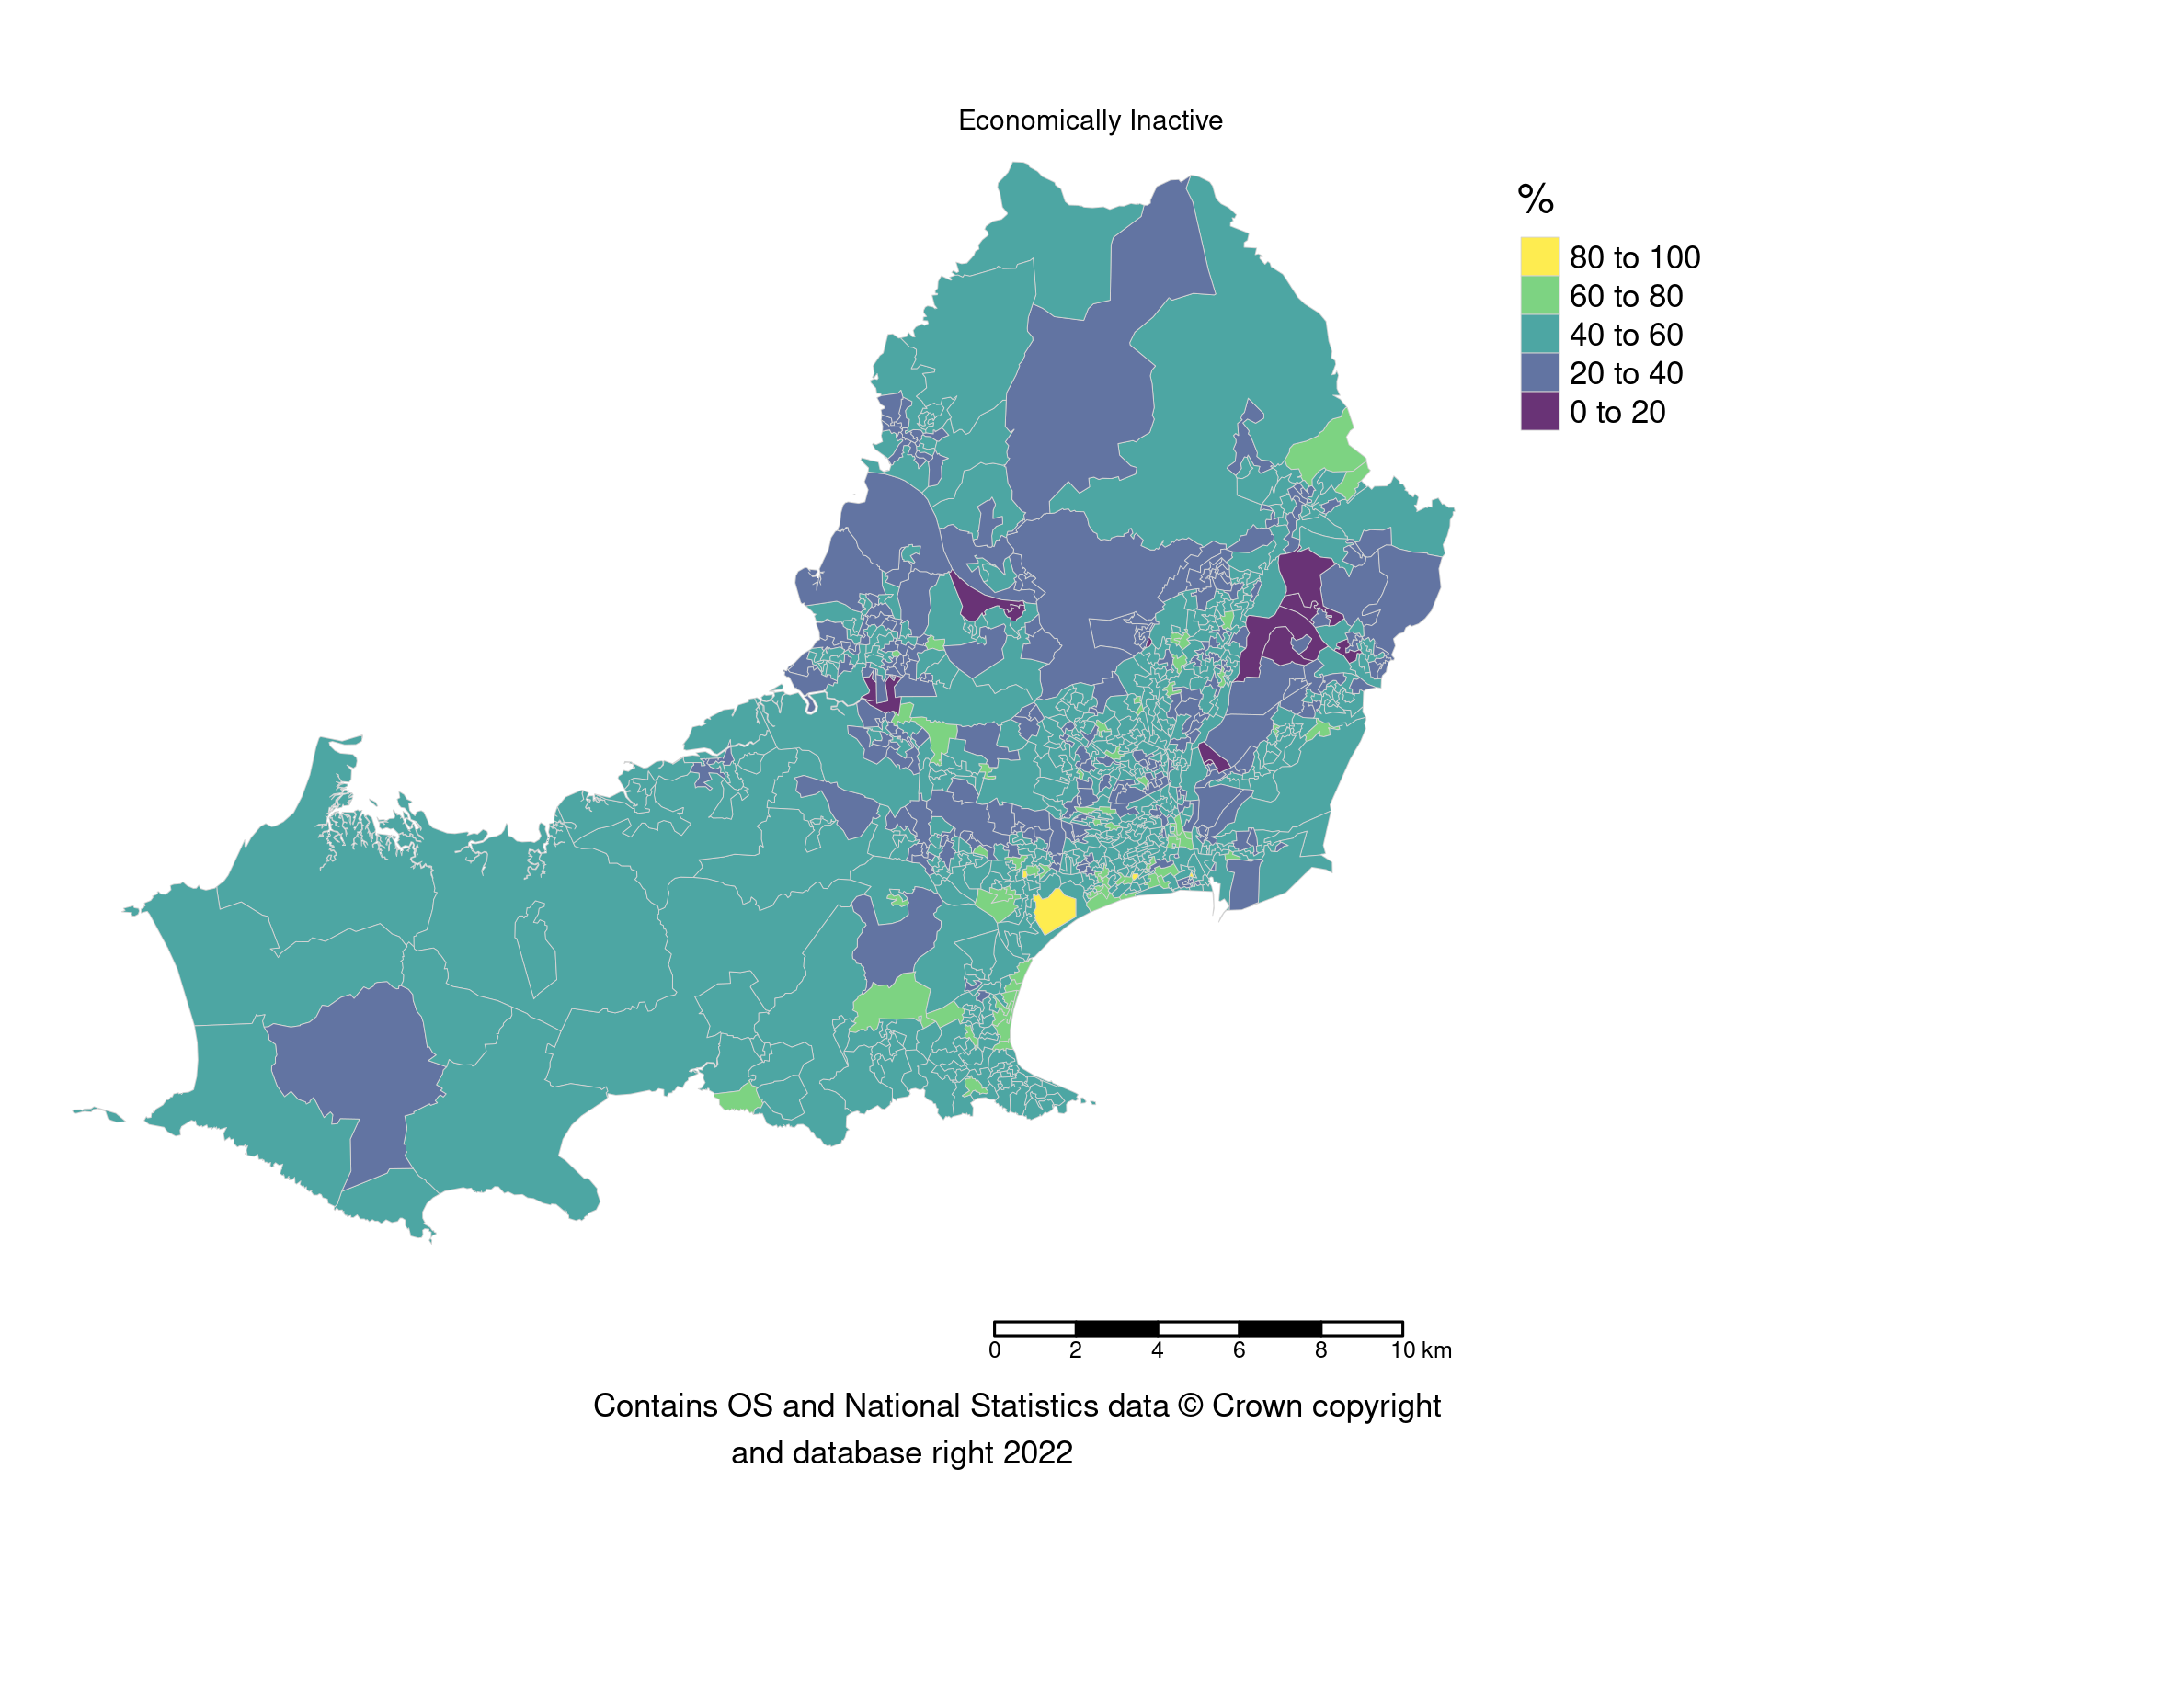 Economically Inactive
%
80 to 100
60 to 80
40 to 60
20 to 40
0 to 20
0 2 4 6 8 10 km
Contains OS and National Statistics data © Crown copyright
and database right 2022